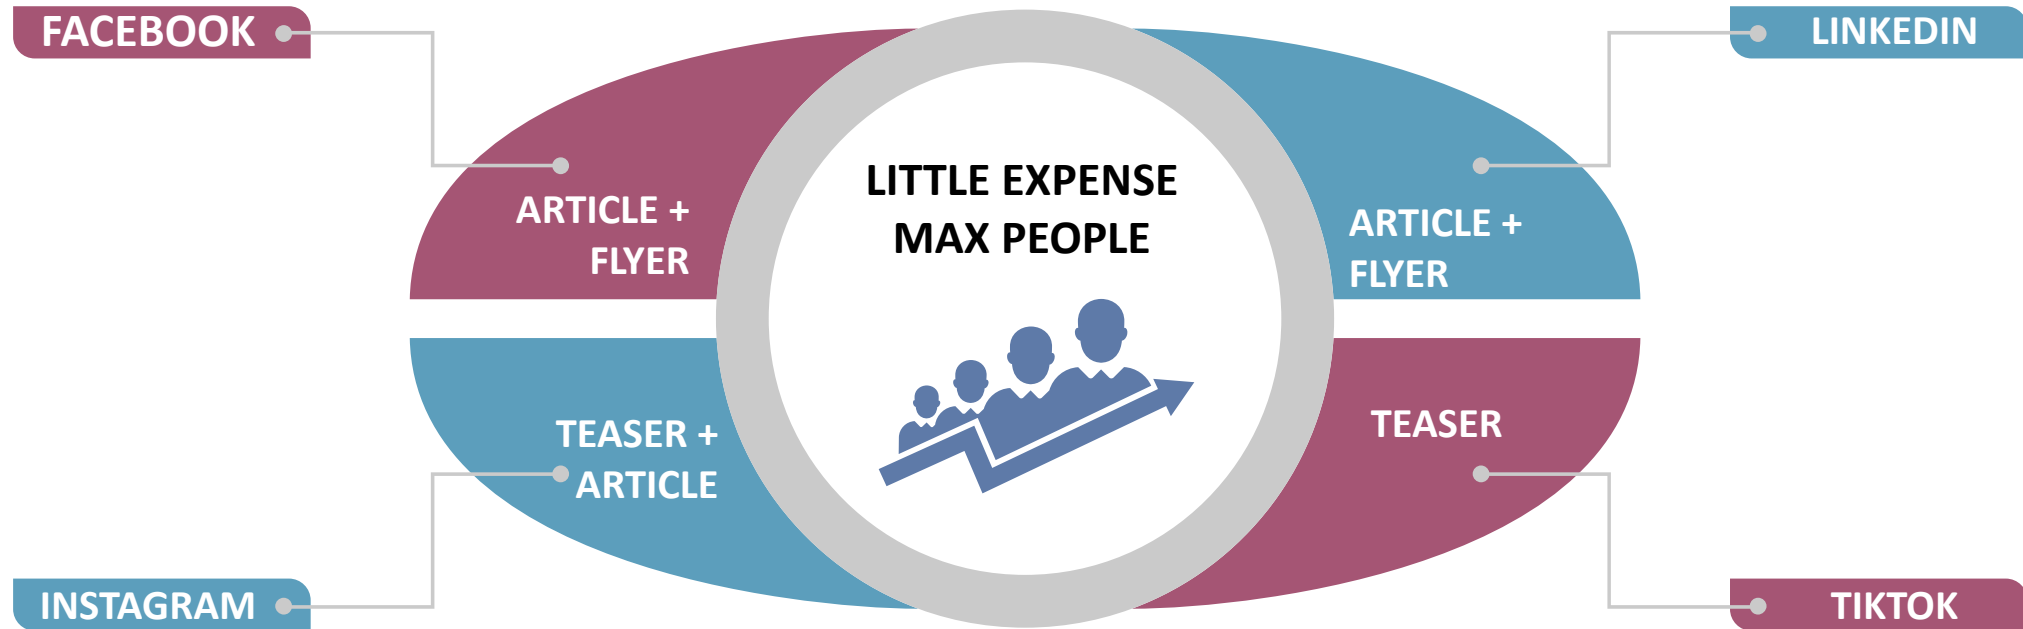 FACEBOOK
LINKEDIN
LITTLE EXPENSE
MAX PEOPLE
ARTICLE +
FLYER
ARTICLE +
FLYER
TEASER +
ARTICLE
TEASER
INSTAGRAM
TIKTOK